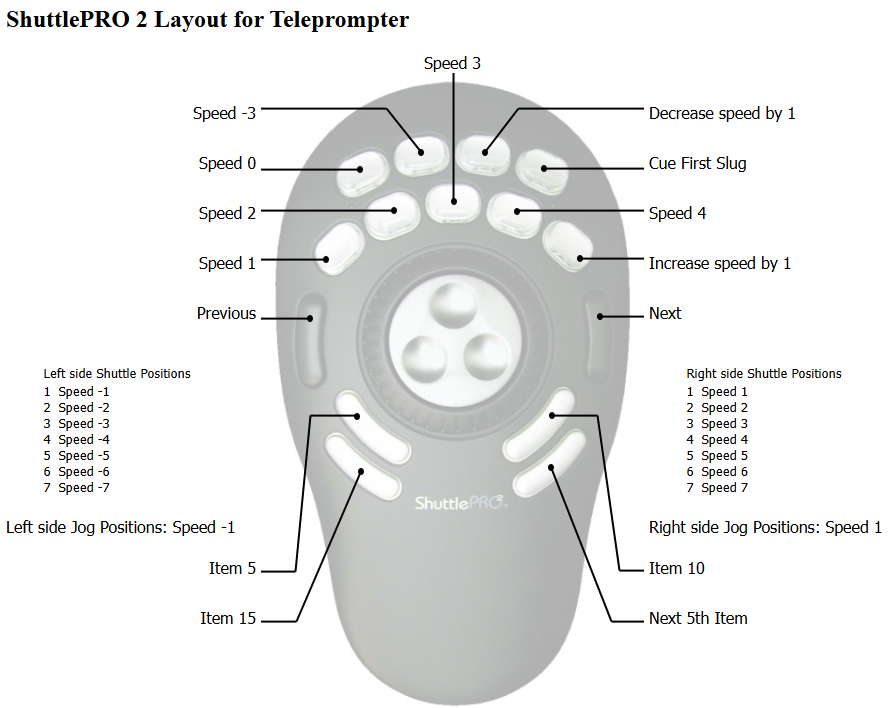 ShuttlePRO 2 Layout for Teleprompter
Speed 3
Speed -3
Decrease speed by 1
Speed 0
Cue First Slug
Speed 2
Speed 4
Speed 1
Increase speed by 1
Previous
Next
Left side Shuttle Positions
1 Speed -1
2 Speed -2
3 Speed -3
4 Speed -4
5 Speed -5
6 Speed -6
7 Speed -7
Right side Shuttle Positions
1 Speed 1
2 Speed 2
3 Speed 3
4 Speed 4
5 Speed 5
6 Speed 6
7 Speed 7
ShuttlePRO2™
Left side Jog Positions: Speed -1
Right side Jog Positions: Speed 1
Item 5
Item 10
Item 15
Next 5th Item